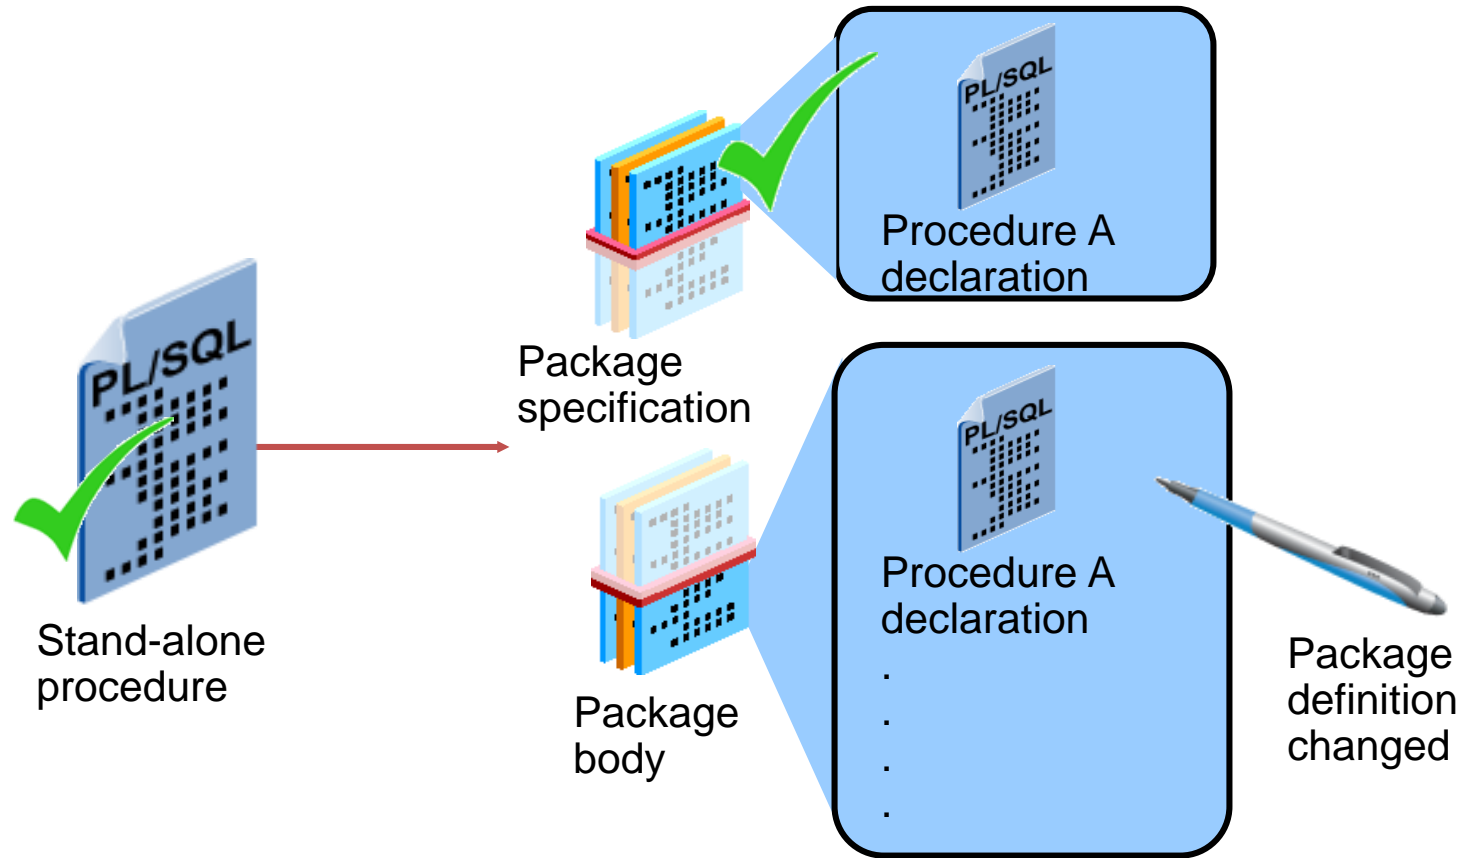 PL/SQL
Procedure A
declaration
Package
specification
PL/SQL
Stand-alone
procedure
PL/SQL
Procedure A
declaration
.
.
.
.
Package
body
Package
definition
changed